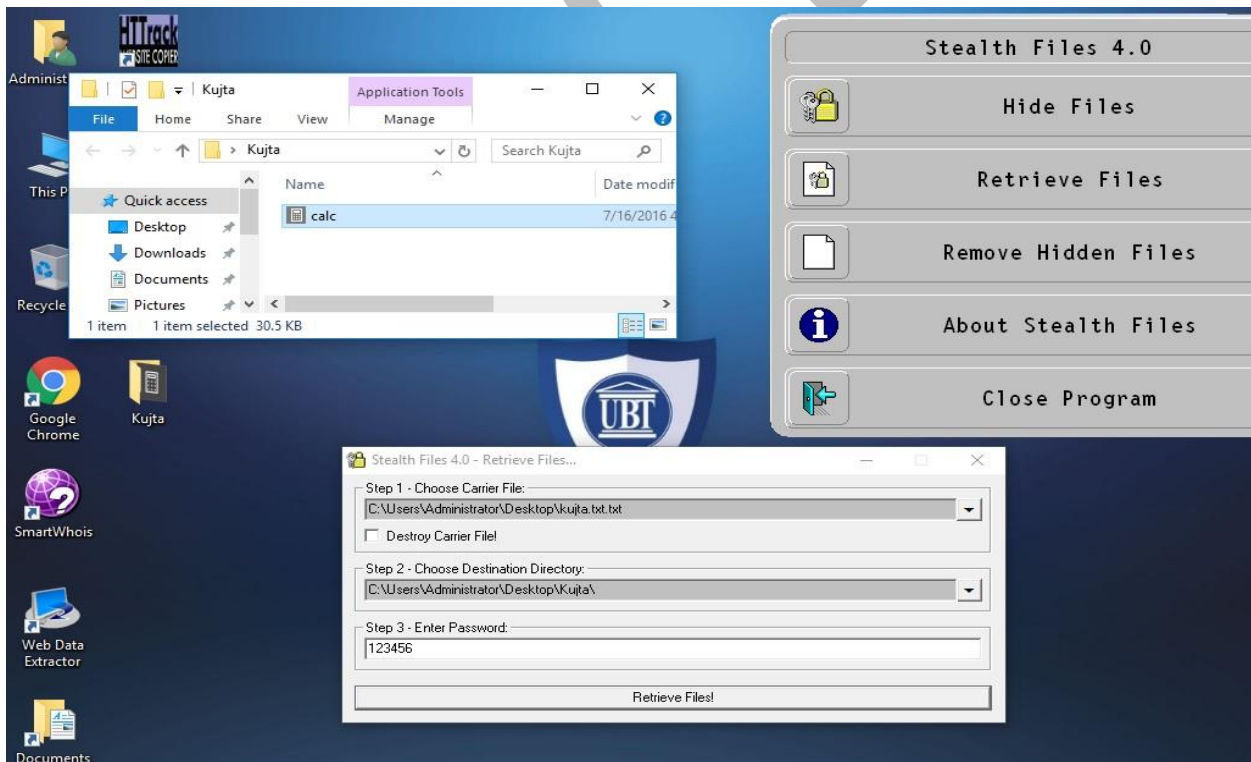 HTTrack
WEBSITE COPIER
Administ
This P
Recycle
Google
Chrome
Kujta
SmartWhois
Web Data
Extractor
Documents
Kujta
Application Tools
File Home Share View Manage
Kujta
Search Kujta
Name Date modif
Quick access
Desktop
Downloads
Documents
Pictures
calc 7/16/2016 4
1 item 1 item selected 30.5 KB
UBT
Stealth Files 4.0
Hide Files
Retrieve Files
Remove Hidden Files
About Stealth Files
Close Program
Stealth Files 4.0 - Retrieve Files...
Step 1 - Choose Carrier File:
C:\Users\Administrator\Desktop\kujta.txt.txt
Destroy Carrier File!
Step 2 - Choose Destination Directory:
C:\Users\Administrator\Desktop\Kujta\
Step 3 - Enter Password:
123456
Retrieve Files!